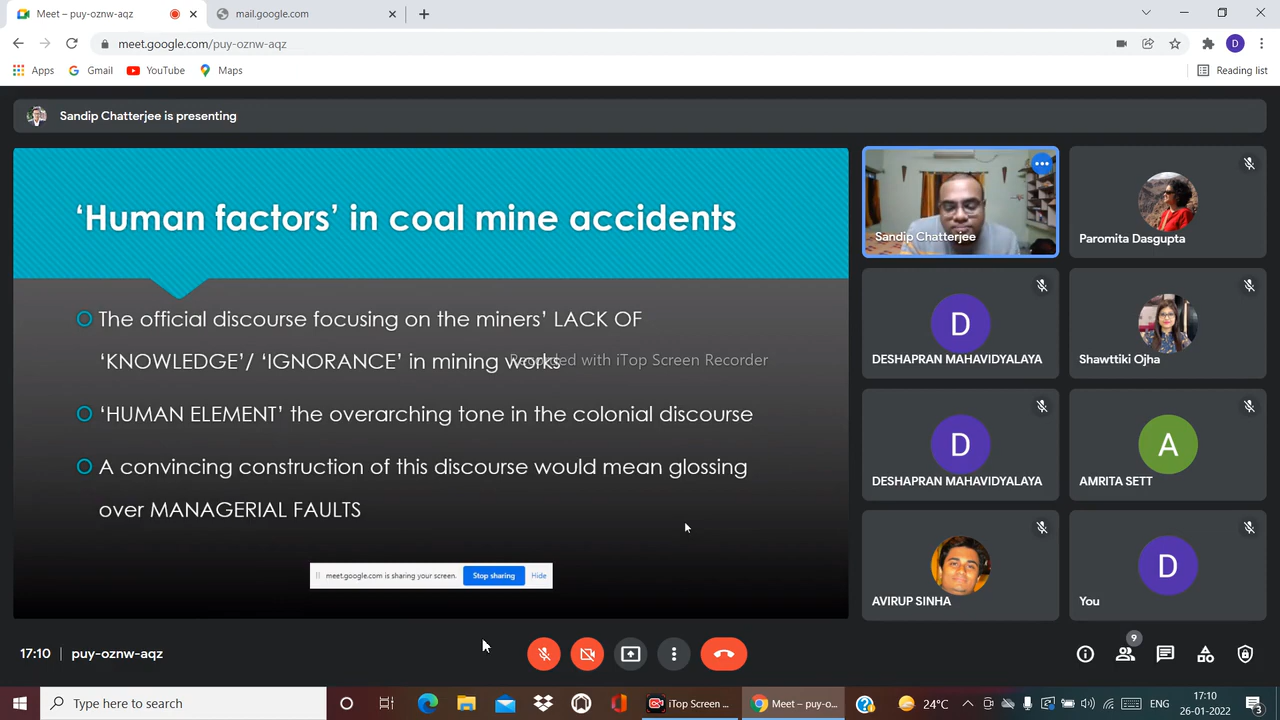 Meet – puy-oznw-aqz
mail.google.com
meet.google.com/puy-oznw-aqz
D
Apps
Gmail
YouTube
Maps
Reading list
Sandip Chatterjee is presenting
‘Human factors’ in coal mine accidents
The official discourse focusing on the miners’ LACK OF
‘KNOWLEDGE’/ ‘IGNORANCE’ in mining works
Recorded with iTop Screen Recorder
‘HUMAN ELEMENT’ the overarching tone in the colonial discourse
A convincing construction of this discourse would mean glossing
over MANAGERIAL FAULTS
meet.google.com is sharing your screen.
Stop sharing
Hide
Sandip Chatterjee
Paromita Dasgupta
D
DESHAPRAN MAHAVIDYALAYA
Shawttiki Ojha
D
DESHAPRAN MAHAVIDYALAYA
A
AMRITA SETT
AVIRUP SINHA
D
You
17:10 | puy-oznw-aqz
9
Type here to search
iTop Screen ...
Meet – puy-o...
24°C
ENG
17:10
26-01-2022
3